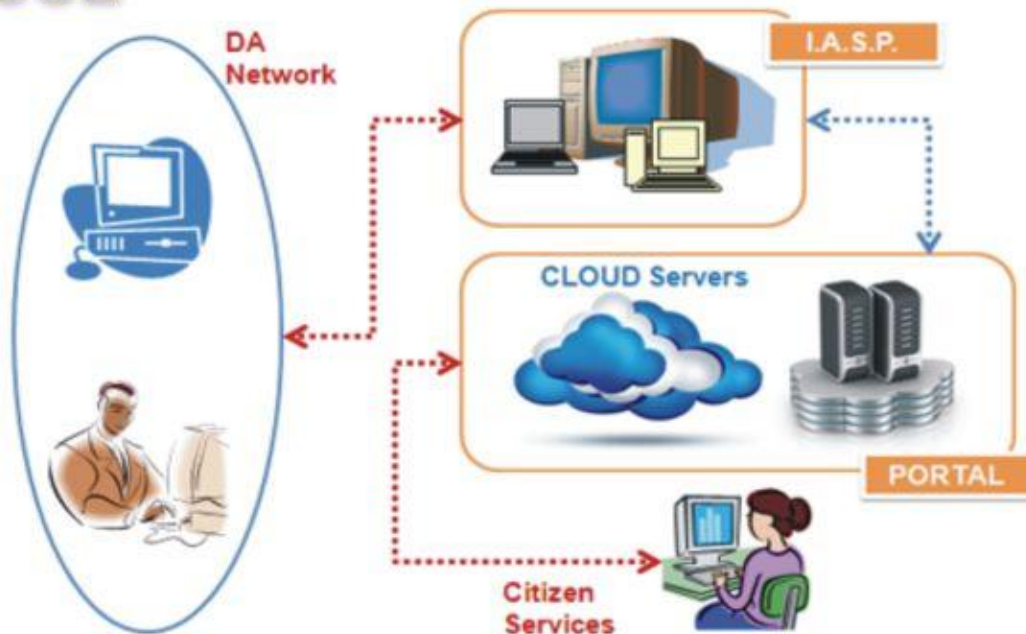 DA
Network
I.A.S.P.
CLOUD Servers
PORTAL
Citizen
Services